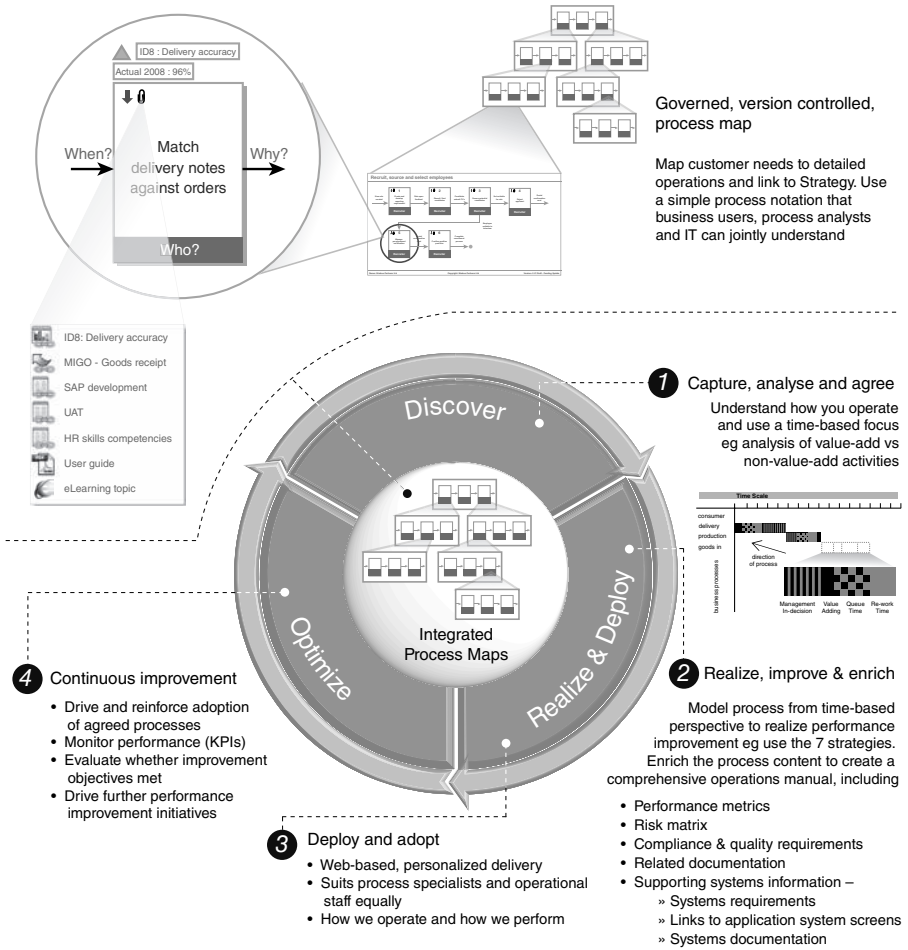 ID8 : Delivery accuracy
Actual 2008 : 96%
When?
Match
delivery notes
against orders
Why?
Who?
Recruit, source and select employees
Governed, version controlled,
process map
Map customer needs to detailed
operations and link to Strategy. Use
a simple process notation that
business users, process analysts
and IT can jointly understand
ID8: Delivery accuracy
MIGO - Goods receipt
SAP development
UAT
HR skills competencies
User guide
eLearning topic
Discover
Realize & Deploy
Optimize
Integrated
Process Maps
1 Capture, analyse and agree
Understand how you operate
and use a time-based focus
eg analysis of value-add vs
non-value-add activities
Time Scale
consumer
delivery
production
goods in
business processes
direction
of process
Management
In-decision
Value
Adding
Queue
Time
Re-work
Time
2 Realize, improve & enrich
Model process from time-based
perspective to realize performance
improvement eg use the 7 strategies.
Enrich the process content to create a
comprehensive operations manual, including
• Performance metrics
• Risk matrix
• Compliance & quality requirements
• Related documentation
• Supporting systems information –
» Systems requirements
» Links to application system screens
» Systems documentation
3 Deploy and adopt
• Web-based, personalized delivery
• Suits process specialists and operational
staff equally
• How we operate and how we perform
4 Continuous improvement
• Drive and reinforce adoption
of agreed processes
• Monitor performance (KPIs)
• Evaluate whether improvement
objectives met
• Drive further performance
improvement initiatives